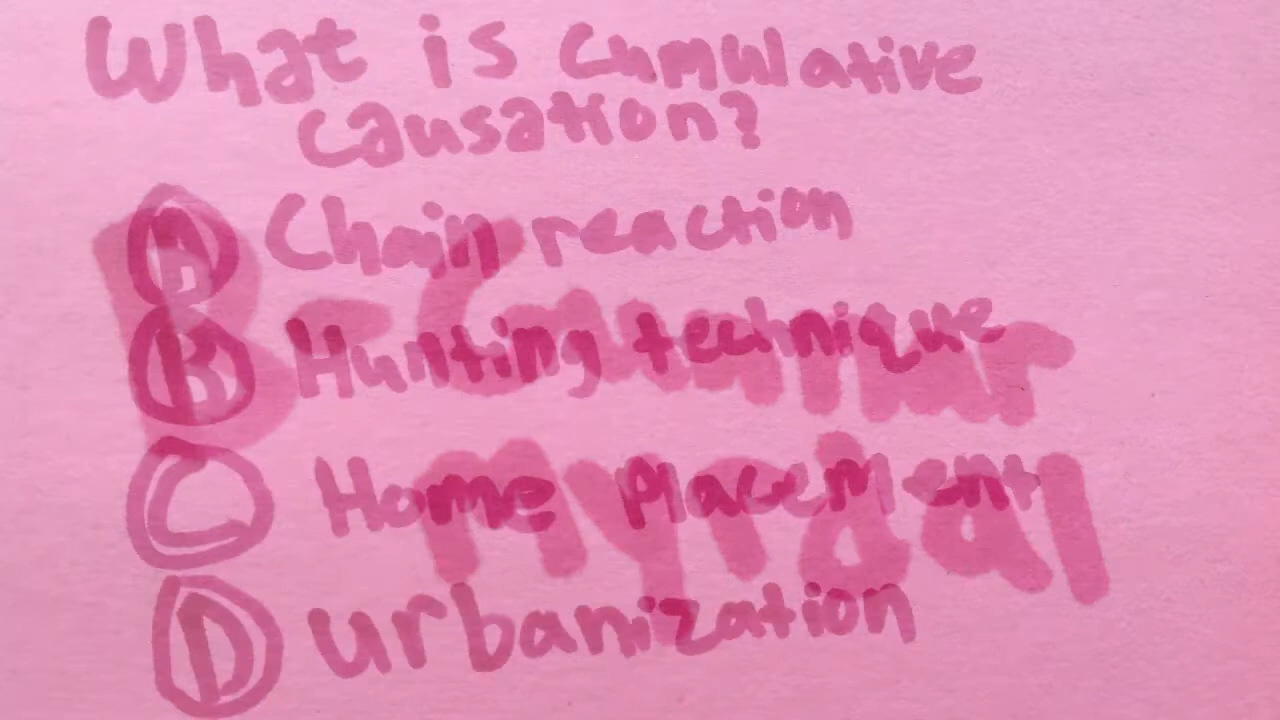 What is Cumulative
causation?
A Chain reaction
B Hunting technique
C Home Placement
D urbanization
B- Gunnar
Myrdal